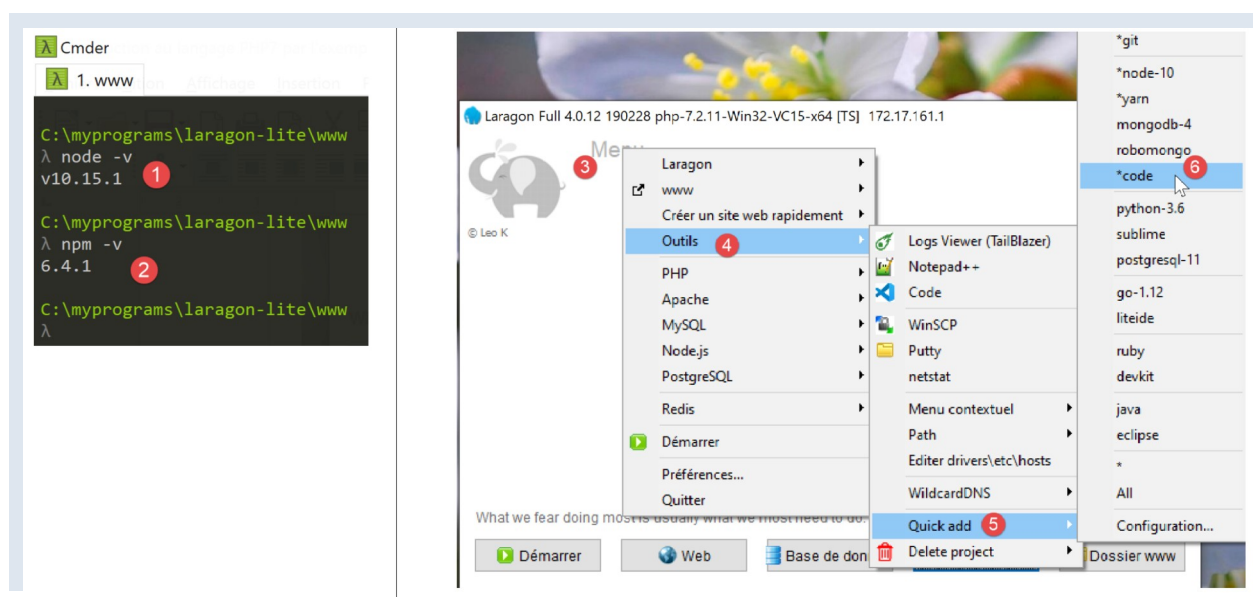 Cmder
1. www
C:\myprograms\laragon-lite\www
λ node -v
v10.15.1
1
C:\myprograms\laragon-lite\www
λ npm -v
6.4.1
2
C:\myprograms\laragon-lite\www
λ
Laragon Full 4.0.12 190228 php-7.2.11-Win32-VC15-x64 [TS] 172.17.161.1
3
© Leo K
Laragon
www
Créer un site web rapidement
Outils
4
PHP
Apache
MySQL
Node.js
PostgreSQL
Redis
Démarrer
Préférences...
Quitter
Logs Viewer (TailBlazer)
Notepad++
Code
WinSCP
Putty
netstat
Menu contextuel
Path
Editer drivers\etc\hosts
WildcardDNS
Quick add
5
Delete project
*git
*node-10
*yarn
mongodb-4
robomongo
6
*code
python-3.6
sublime
postgresql-11
go-1.12
liteide
ruby
devkit
java
eclipse
*
All
Configuration...
What we fear doing most is usually what we most need to do.
Démarrer
Web
Base de don
Dossier www